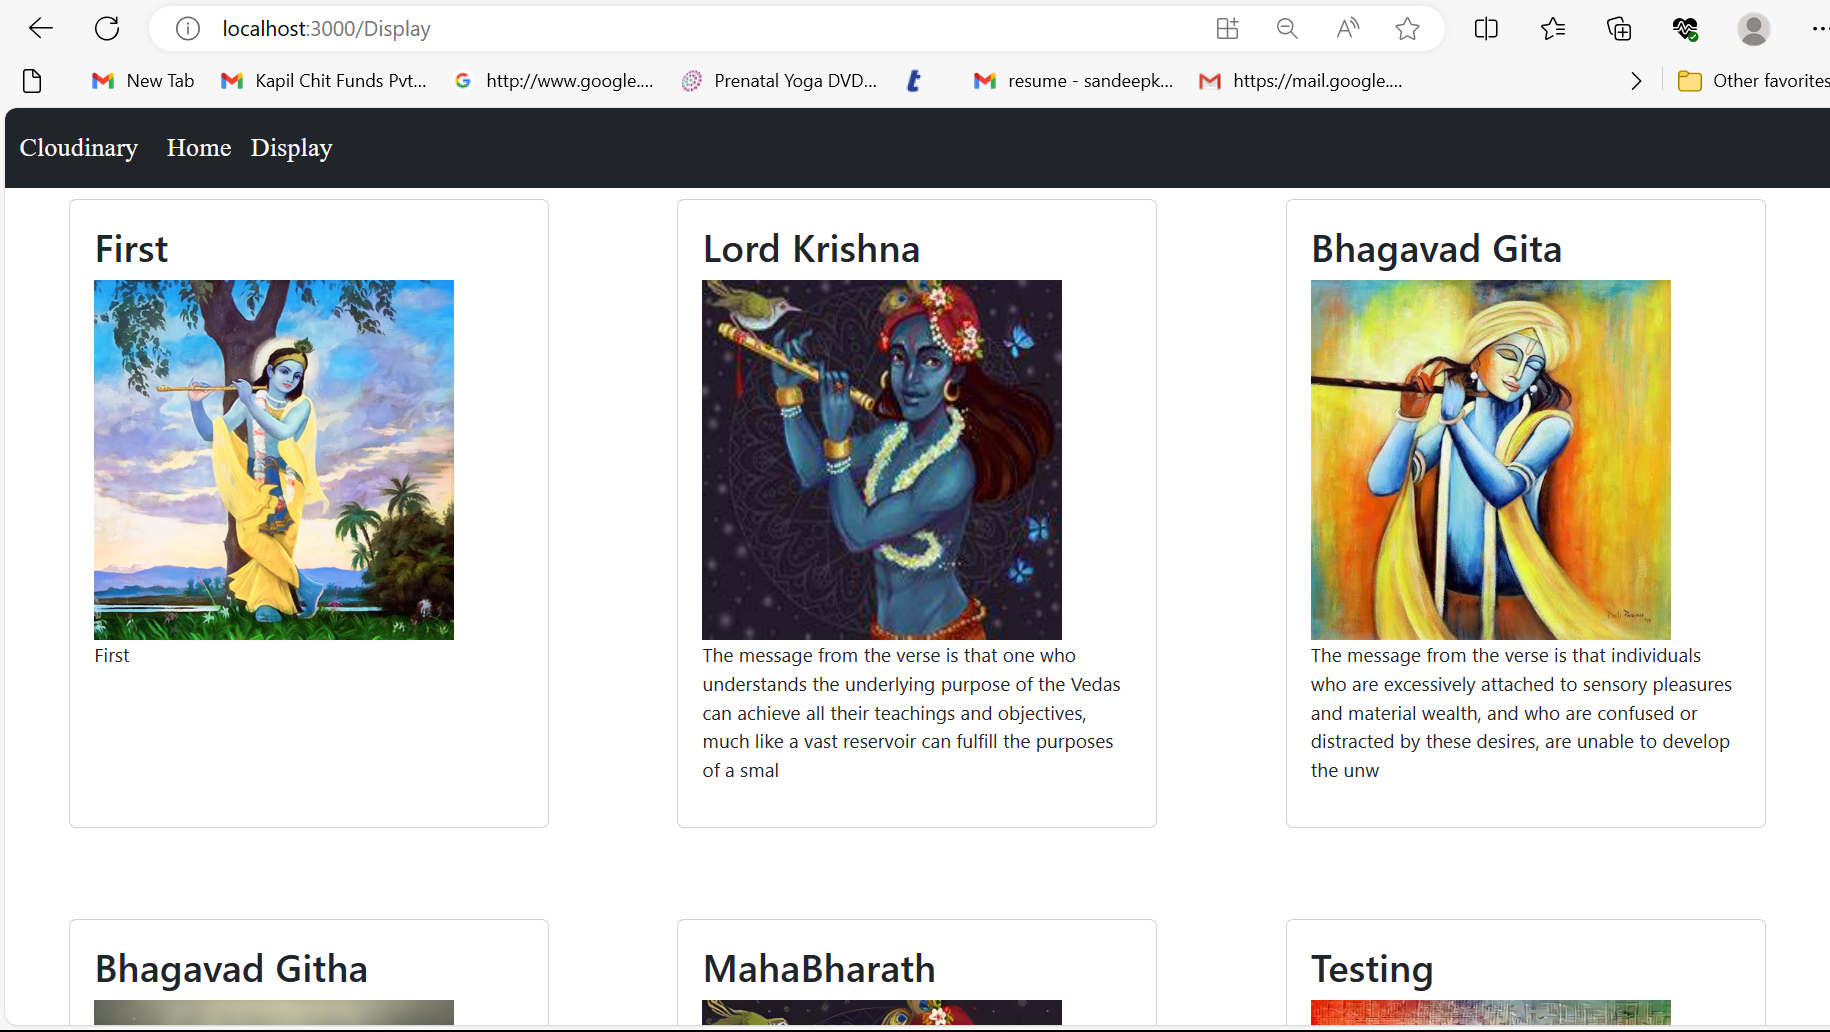 localhost:3000/Display
New Tab
Kapil Chit Funds Pvt...
http://www.google....
Prenatal Yoga DVD...
resume - sandeepk...
https://mail.google....
Other favorites
Cloudinary Home Display
First
First
Lord Krishna
The message from the verse is that one who
understands the underlying purpose of the Vedas
can achieve all their teachings and objectives,
much like a vast reservoir can fulfill the purposes
of a smal
Bhagavad Gita
The message from the verse is that individuals
who are excessively attached to sensory pleasures
and material wealth, and who are confused or
distracted by these desires, are unable to develop
the unw
Bhagavad Githa
MahaBharath
Testing